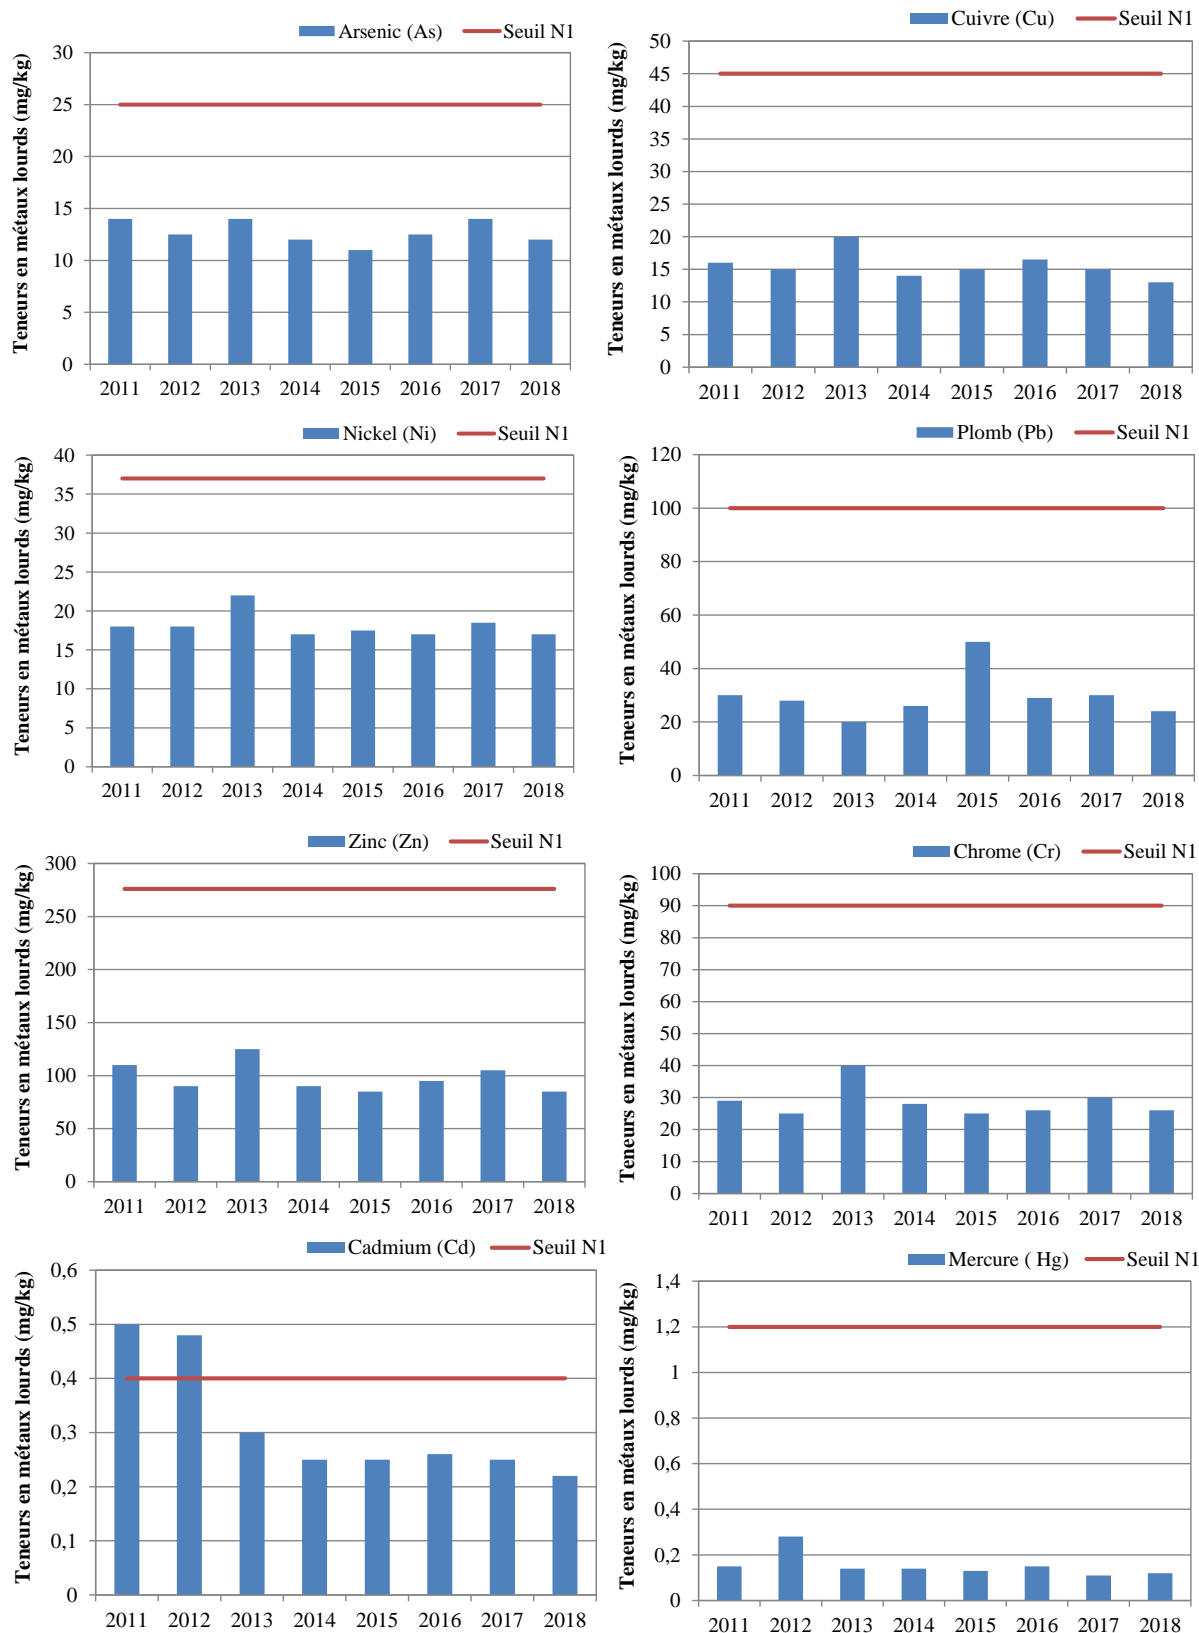 Arsenic (As) Seuil N1
Teneurs en métaux lourds (mg/kg)
30
25
20
15
10
5
0
2011 2012 2013 2014 2015 2016 2017 2018
Cuivre (Cu) Seuil N1
Teneurs en métaux lourds (mg/kg)
50
45
40
35
30
25
20
15
10
5
0
2011 2012 2013 2014 2015 2016 2017 2018
Nickel (Ni) Seuil N1
Teneurs en métaux lourds (mg/kg)
40
35
30
25
20
15
10
5
0
2011 2012 2013 2014 2015 2016 2017 2018
Plomb (Pb) Seuil N1
Teneurs en métaux lourds (mg/kg)
120
100
80
60
40
20
0
2011 2012 2013 2014 2015 2016 2017 2018
Zinc (Zn) Seuil N1
Teneurs en métaux lourds (mg/kg)
300
250
200
150
100
50
0
2011 2012 2013 2014 2015 2016 2017 2018
Chrome (Cr) Seuil N1
Teneurs en métaux lourds (mg/kg)
100
90
80
70
60
50
40
30
20
10
0
2011 2012 2013 2014 2015 2016 2017 2018
Cadmium (Cd) Seuil N1
Teneurs en métaux lourds (mg/kg)
0,6
0,5
0,4
0,3
0,2
0,1
0
2011 2012 2013 2014 2015 2016 2017 2018
Mercure ( Hg) Seuil N1
Teneurs en métaux lourds (mg/kg)
1,4
1,2
1
0,8
0,6
0,4
0,2
0
2011 2012 2013 2014 2015 2016 2017 2018